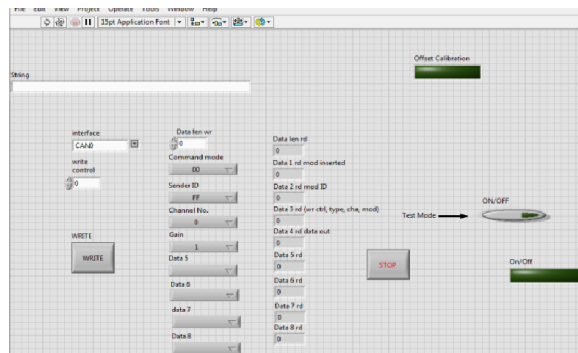 File Edit View Project Operate Tools Window Help
15pt Application Font
Offset Calibration
String
interface
CAN0
write
control
0
WRITE
WRITE
Data len wr
0
Command mode
00
Sender ID
FF
Channel No.
0
Gain
1
Data 5
Data 6
data 7
Data 8
Data len rd
0
Data 1 rd mod inserted
0
Data 2 rd mod ID
0
Data 3 rd (wr ctrl, type, cha, mod)
0
Data 4 rd data out
0
Data 5 rd
0
Data 6 rd
0
Data 7 rd
0
Data 8 rd
0
Test Mode
ON/OFF
STOP
On/Off